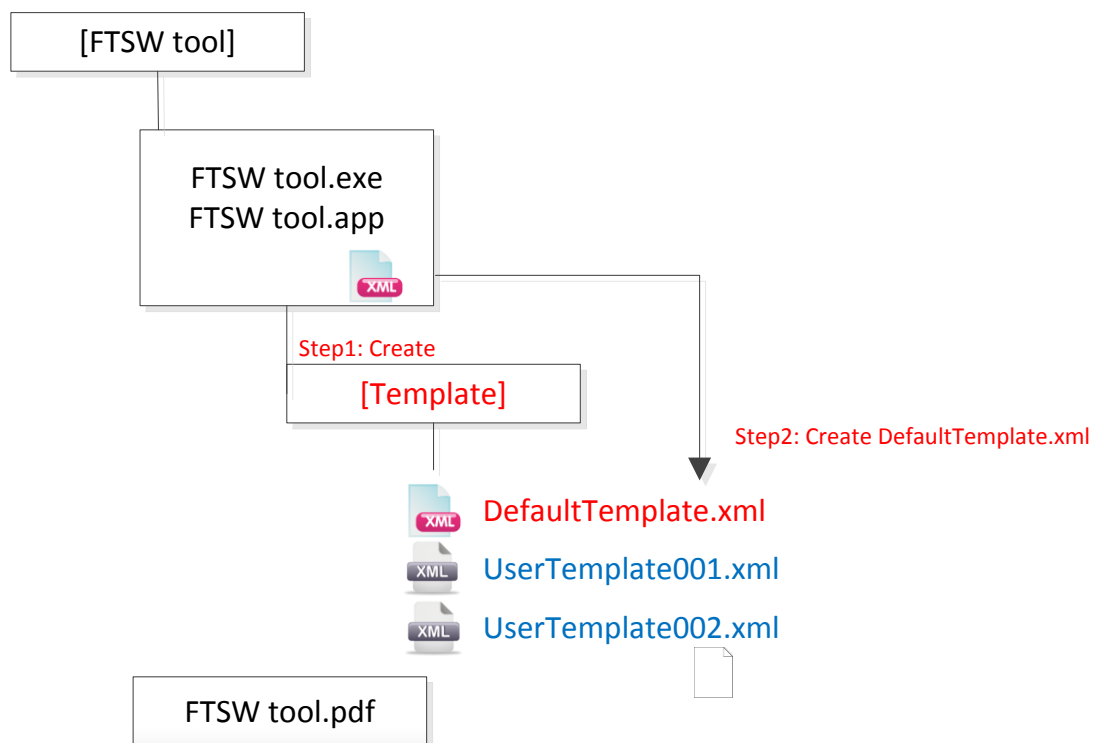 [FTSW tool]
FTSW tool.exe
FTSW tool.app
XML
Step1: Create
[Template]
Step2: Create DefaultTemplate.xml
XML DefaultTemplate.xml
XML UserTemplate001.xml
XML UserTemplate002.xml
FTSW tool.pdf